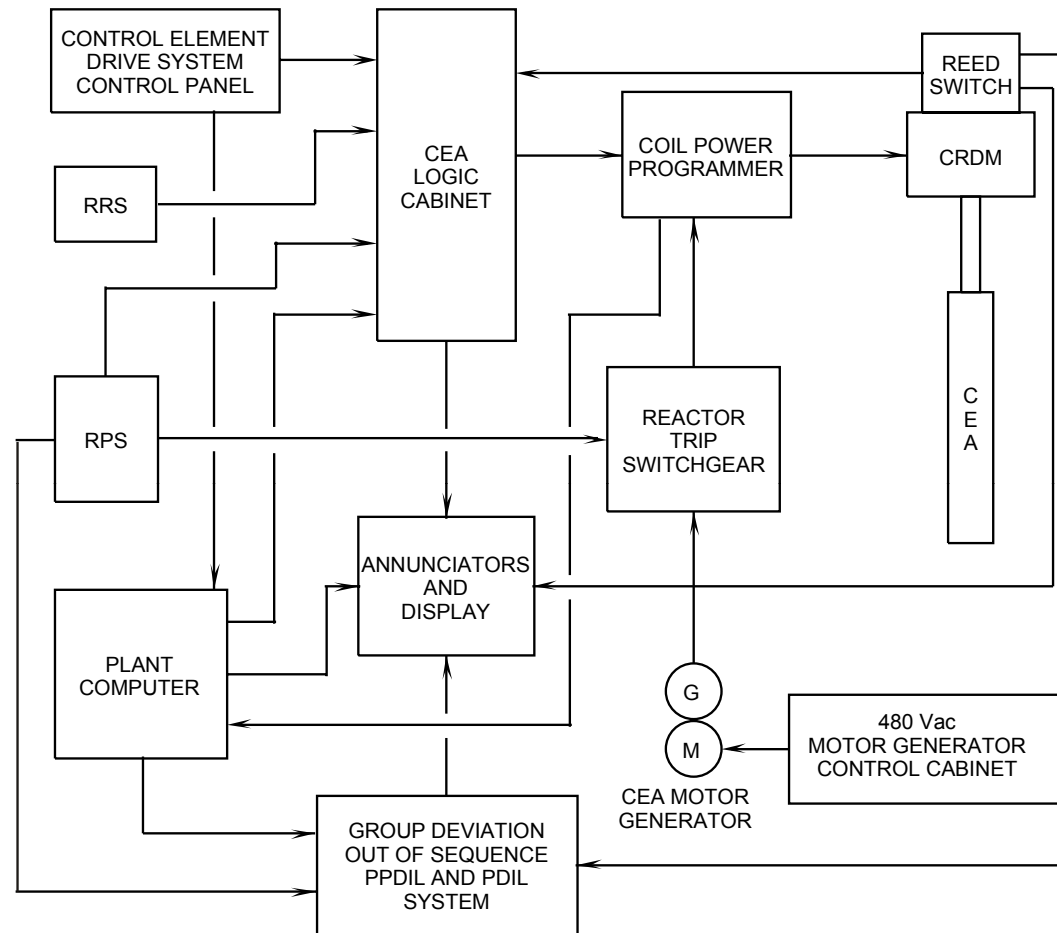 CONTROL ELEMENT
DRIVE SYSTEM
CONTROL PANEL
RRS
RPS
PLANT
COMPUTER
CEA
LOGIC
CABINET
ANNUNCIATORS
AND
DISPLAY
GROUP DEVIATION
OUT OF SEQUENCE
PPDIL AND PDIL
SYSTEM
COIL POWER
PROGRAMMER
REACTOR
TRIP
SWITCHGEAR
G
M
CEA MOTOR
GENERATOR
480 Vac
MOTOR GENERATOR
CONTROL CABINET
REED
SWITCH
CRDM
C
E
A